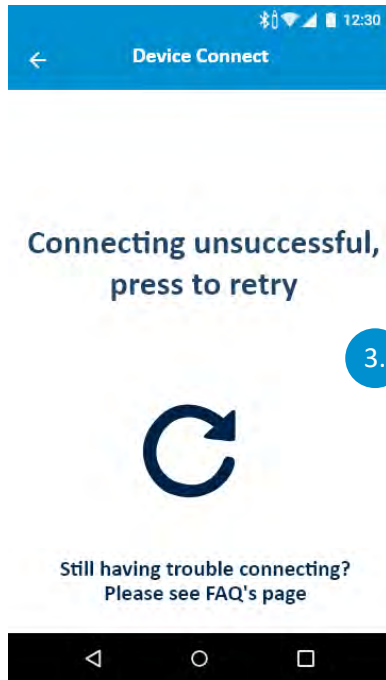 12:30
Device Connect
Connecting unsuccessful,
press to retry
3.
Still having trouble connecting?
Please see FAQ's page